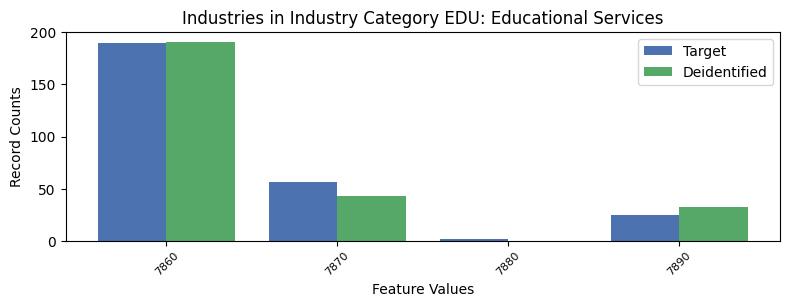 Industries in Industry Category EDU: Educational Services
200
150
100
50
0
Record Counts
Target
Deidentified
7860
7870
7880
7890
Feature Values